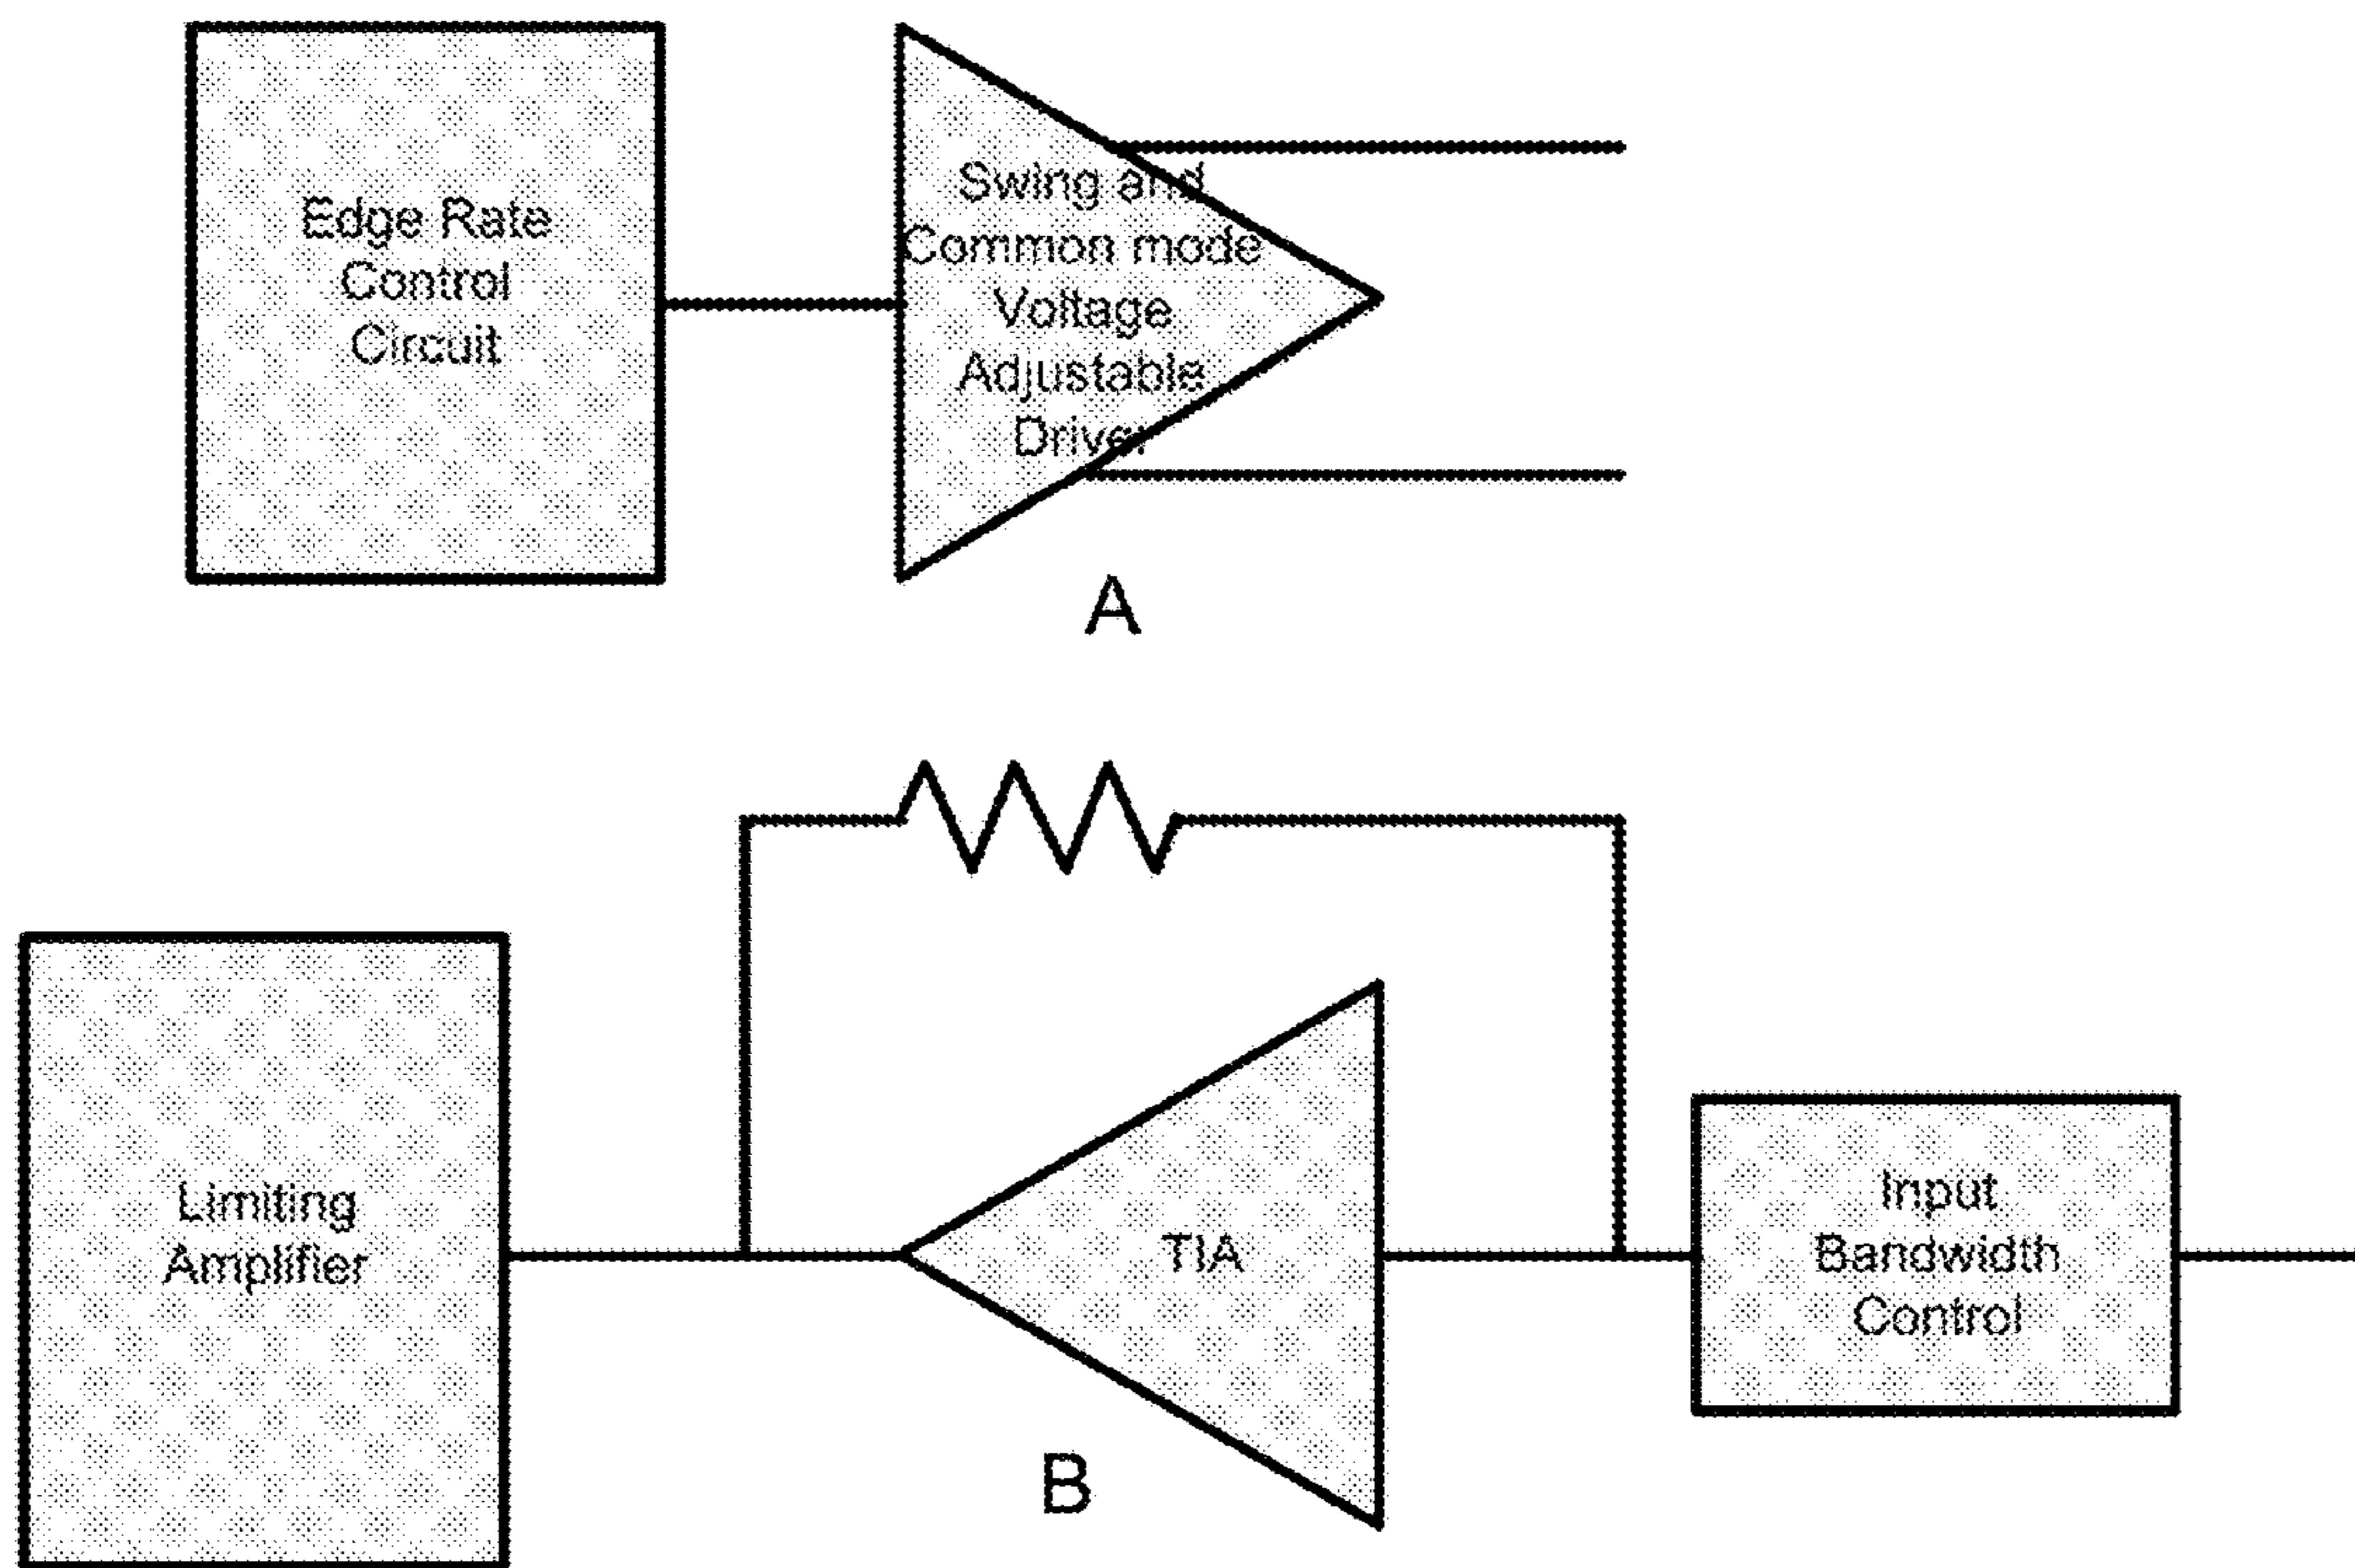 Edge Rate
Control
Circuit
Swing and
Common mode
Voltage
Adjustable
Driver
A
Limiting
Amplifier
TIA
Input
Bandwidth
Control
B